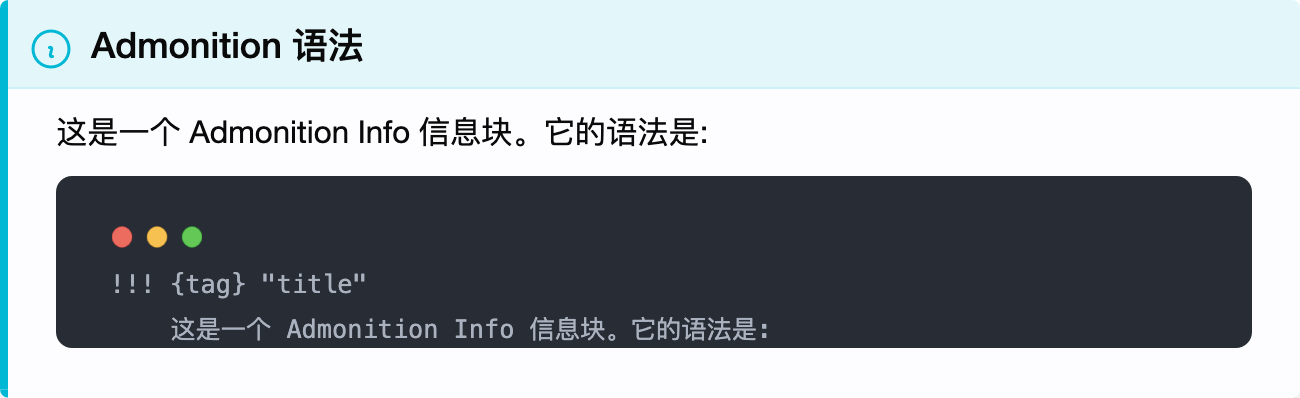 Admonition 语法
这是一个 Admonition Info 信息块。它的语法是:
!!! {tag} "title"
    这是一个 Admonition Info 信息块。它的语法是: